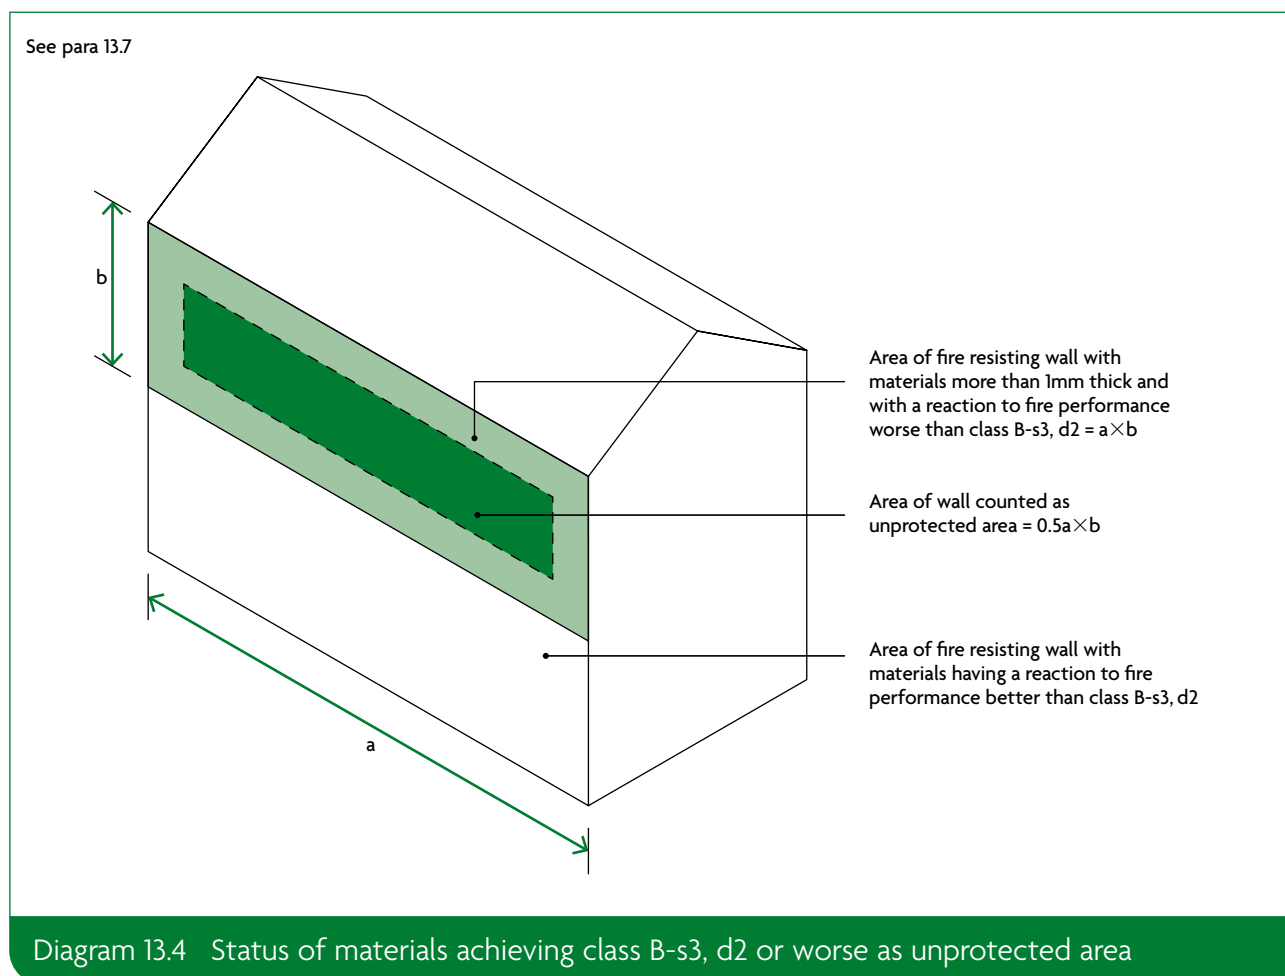 See para 13.7
b
Area of fire resisting wall with
materials more than 1mm thick and
with a reaction to fire performance
worse than class B-s3, d2 = a×b
Area of wall counted as
unprotected area = 0.5a×b
Area of fire resisting wall with
materials having a reaction to fire
performance better than class B-s3, d2
a
Diagram 13.4 Status of materials achieving class B-s3, d2 or worse as unprotected area